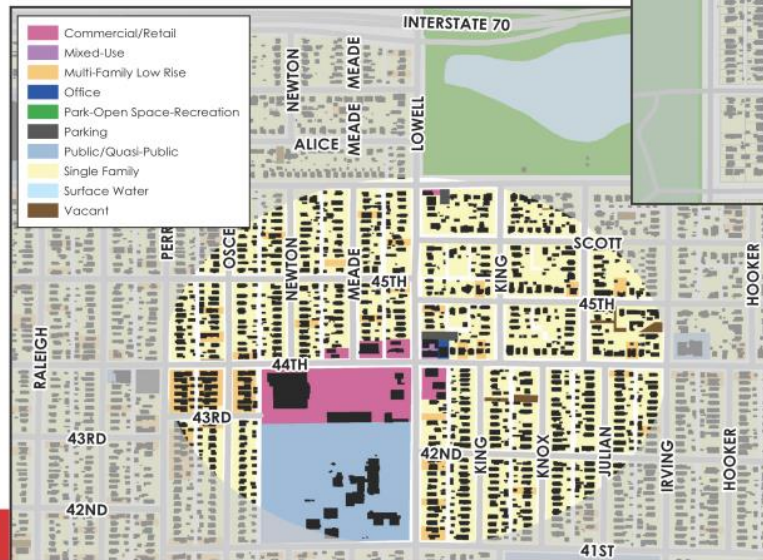 INTERSTATE 70
Commercial/Retail
Mixed-Use
Multi-Family Low Rise
Office
Park-Open Space-Recreation
Parking
Public/Quasi-Public
Single Family
Surface Water
Vacant
NEWTON
MEADE
MEADE
LOWELL
ALICE
PERR
OSCE
NEWTON
MEADE
45TH
KING
SCOTT
45TH
HOOKER
RALEIGH
44TH
43RD
43RD
42ND
42ND
KING
KNOX
JULIAN
IRVING
HOOKER
41ST